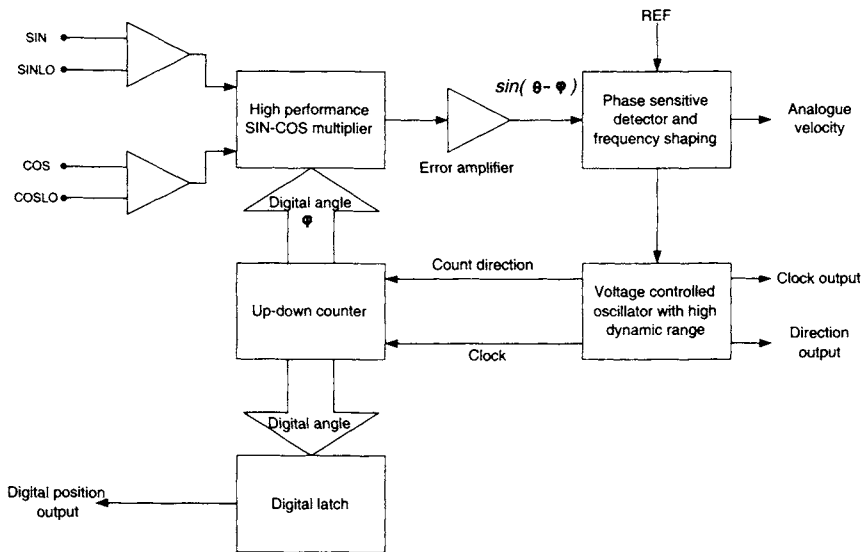 REF
SIN
SINLO
COS
COSLO
High performance
SIN-COS multiplier
sin( θ- φ)
Error amplifier
Phase sensitive
detector and
frequency shaping
Analogue
velocity
Digital angle
φ
Count direction
Clock
Up-down counter
Voltage controlled
oscillator with high
dynamic range
Clock output
Direction
output
Digital angle
Digital position
output
Digital latch